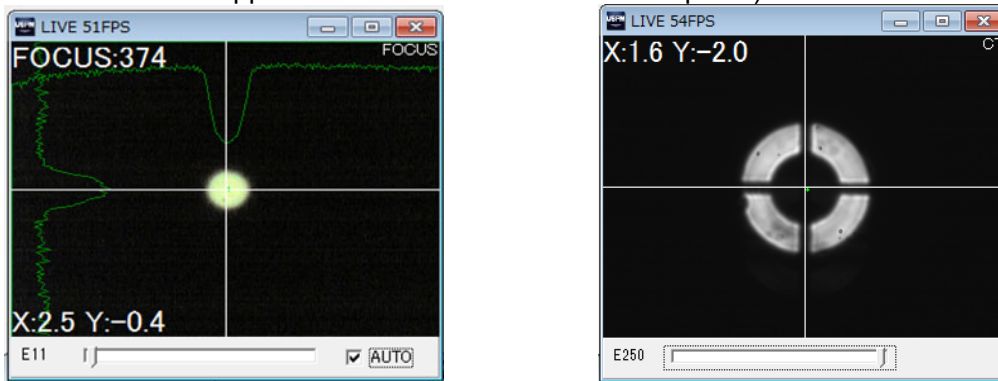 LIVE 51FPS
FOCUS:374
FOCUS
X:2.5 Y:-0.4
E11
AUTO
LIVE 54FPS
X:1.6 Y:-2.0
E250